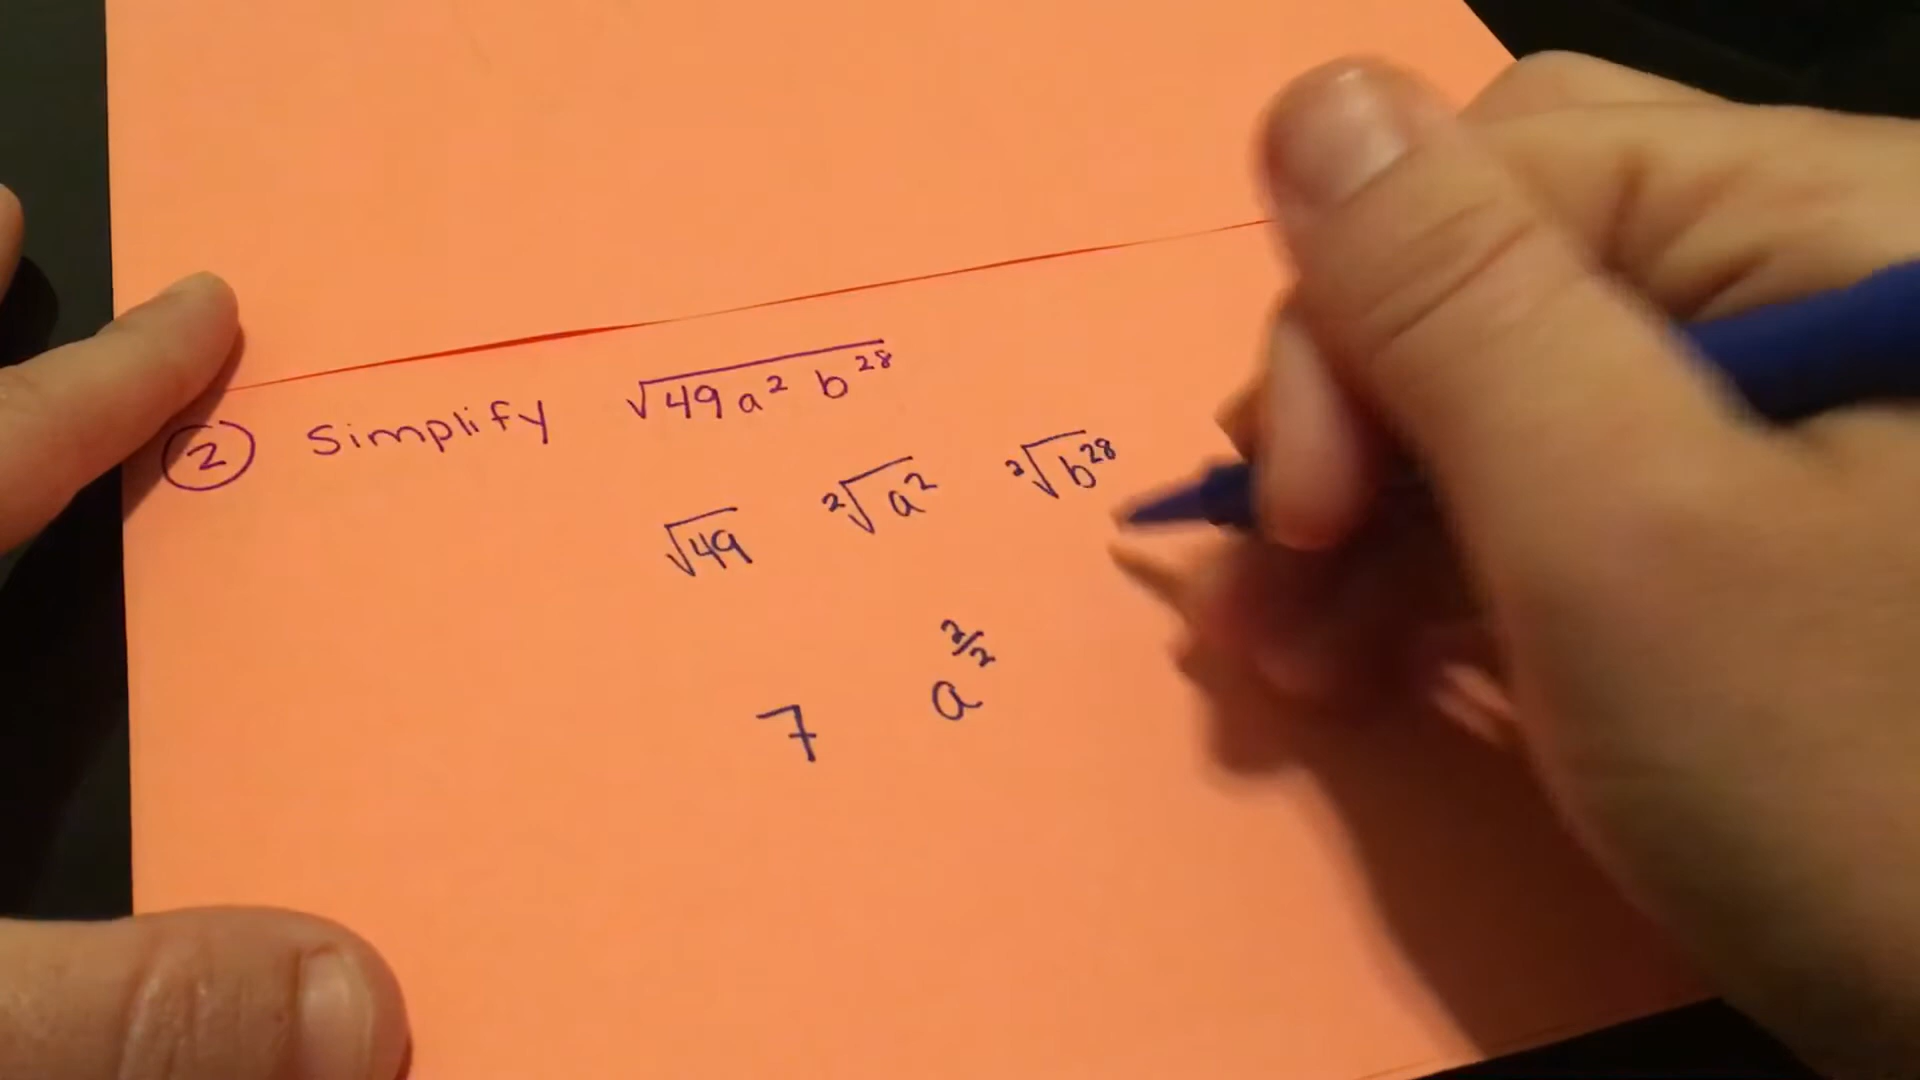 ② Simplify √49a² b²⁸
√49 ²√a² ²√b²⁸
7 a^2/2